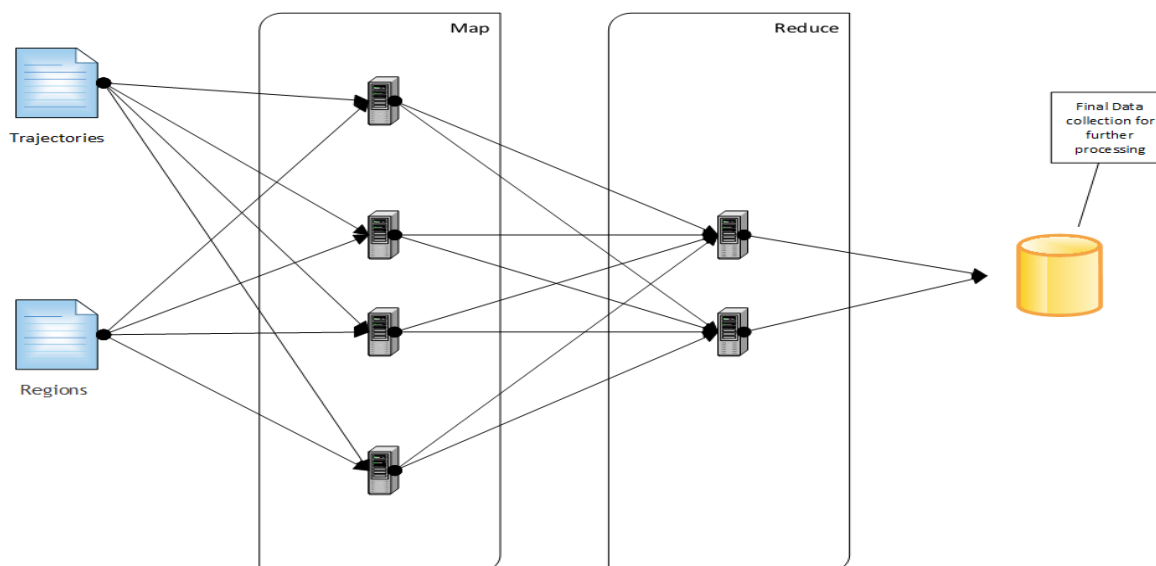 Map
Reduce
Trajectories
Regions
Final Data
collection for
further
processing